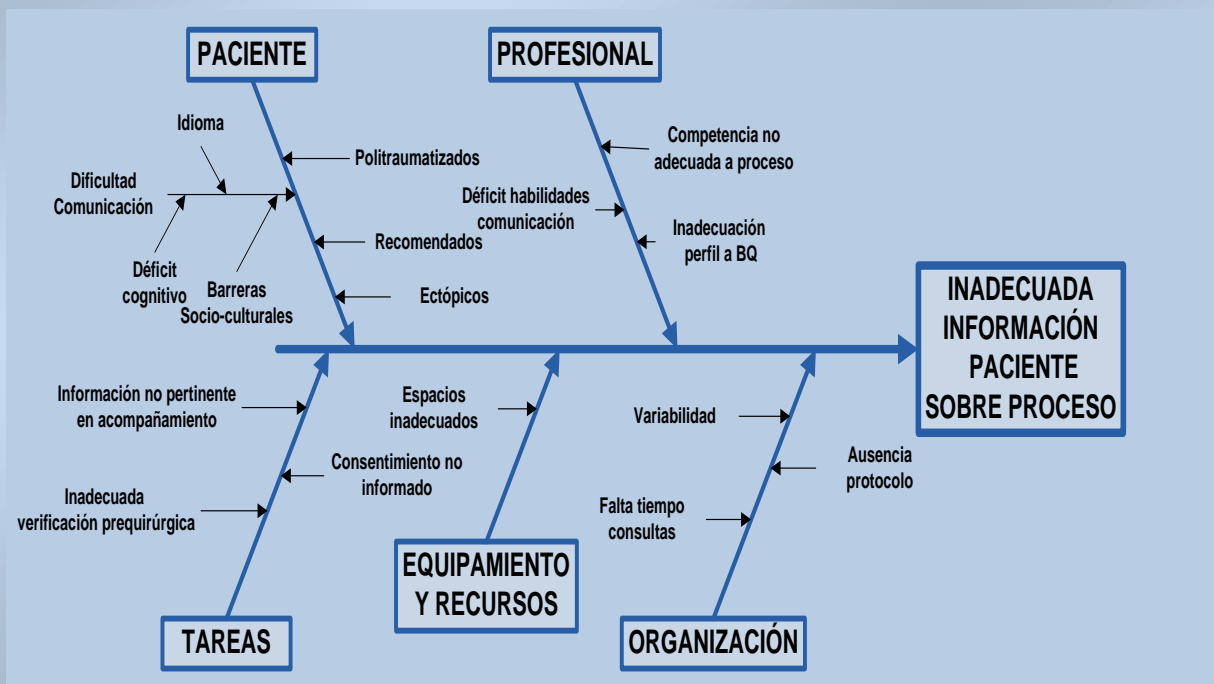 PACIENTE
PROFESIONAL
Idioma
Politraumatizados
Dificultad
Comunicación
Recomendados
Déficit
cognitivo
Barreras
Socio-culturales
Ectópicos
Competencia no
adecuada a proceso
Déficit habilidades
comunicación
Inadecuación
perfil a BQ
INADECUADA
INFORMACIÓN
PACIENTE
SOBRE PROCESO
Información no pertinente
en acompañamiento
Consentimiento no
informado
Inadecuada
verificación prequirúrgica
Espacios
inadecuados
Variabilidad
Ausencia
protocolo
Falta tiempo
consultas
TAREAS
EQUIPAMIENTO
Y RECURSOS
ORGANIZACIÓN